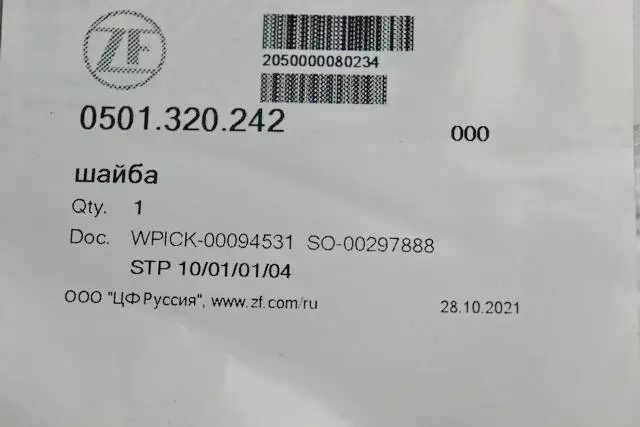 ZF
2050000080234
0501.320.242
000
шайба
Qty. 1
Doc. WPICK-00094531 SO-00297888
STP 10/01/01/04
ООО "ЦФ Руссия", www.zf.com/ru 28.10.2021